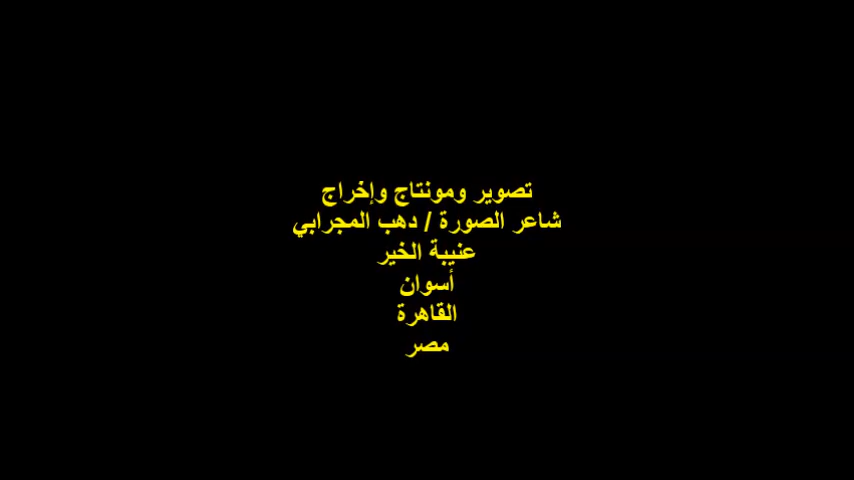 تصوير ومونتاج وإخراج
شاعر الصورة / دهب المجرابي
عنيبة الخير
أسوان
القاهرة
مصر